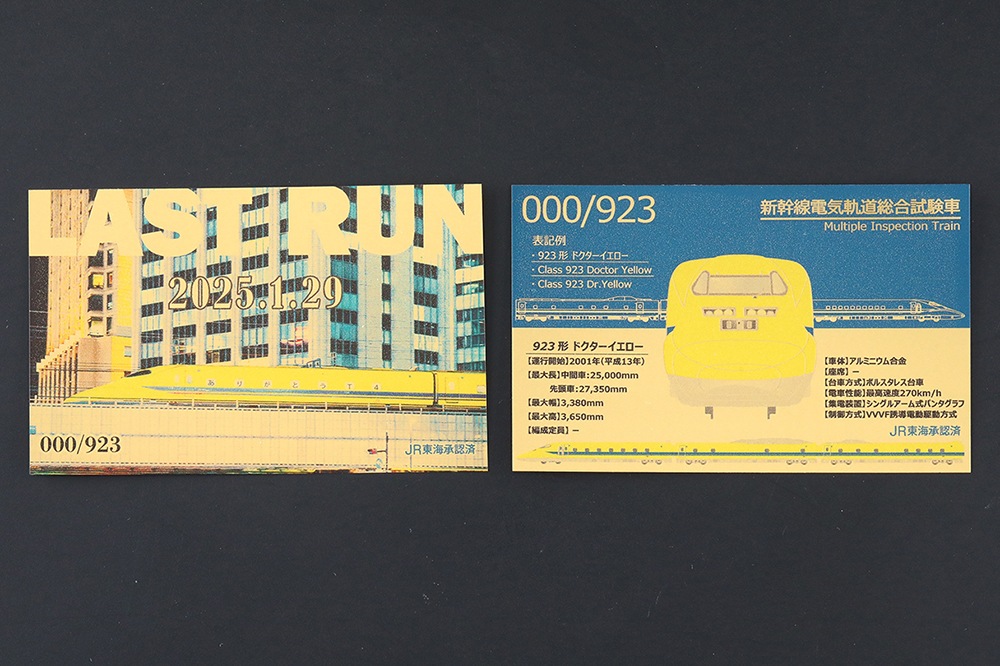 LAST RUN
2025.1.29
ありがとうT4
000/923
JR東海承認済
000/923
新幹線電気軌道総合試験車
Multiple Inspection Train
表記例
・923 形 ドクターイエロー
・Class 923 Doctor Yellow
・Class 923 Dr.Yellow
923 形 ドクターイエロー
【運行開始】2001年(平成13年)
【最大長】中間車:25,000mm
先頭車:27,350mm
【最大幅】3,380mm
【最大高】3,650mm
【編成定員】 −
【車体】アルミニウム合金
【座席】 −
【台車方式】ボルスタレス台車
【電車性能】最高速度270km/h
【集電装置】シングルアーム式パンタグラフ
【制御方式】VVVF誘導電動駆動方式
JR東海承認済